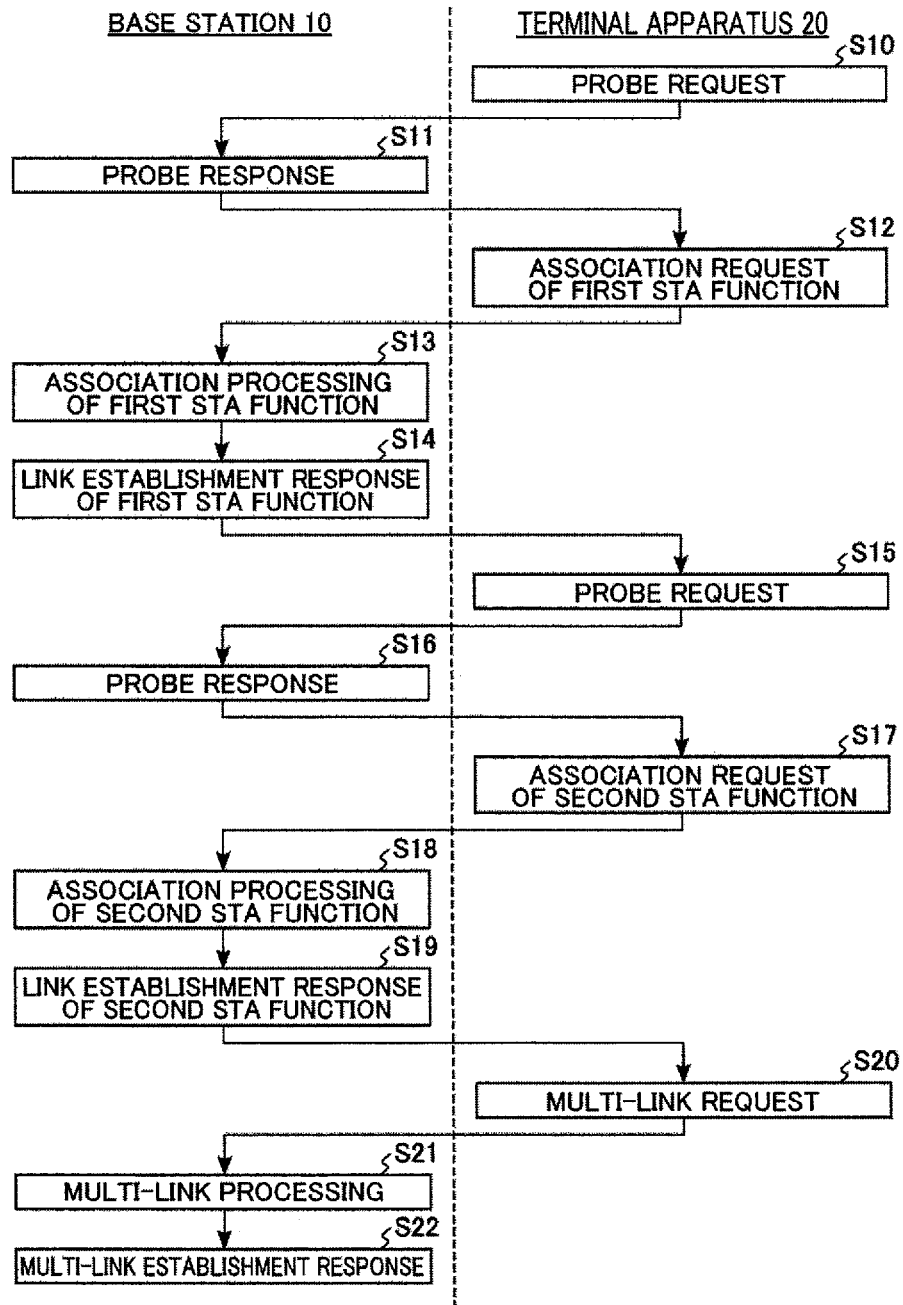 BASE STATION 10
TERMINAL APPARATUS 20
S10
PROBE REQUEST
S11
PROBE RESPONSE
S12
ASSOCIATION REQUEST
OF FIRST STA FUNCTION
S13
ASSOCIATION PROCESSING
OF FIRST STA FUNCTION
S14
LINK ESTABLISHMENT RESPONSE
OF FIRST STA FUNCTION
S15
PROBE REQUEST
S16
PROBE RESPONSE
S17
ASSOCIATION REQUEST
OF SECOND STA FUNCTION
S18
ASSOCIATION PROCESSING
OF SECOND STA FUNCTION
S19
LINK ESTABLISHMENT RESPONSE
OF SECOND STA FUNCTION
S20
MULTI-LINK REQUEST
S21
MULTI-LINK PROCESSING
S22
MULTI-LINK ESTABLISHMENT RESPONSE